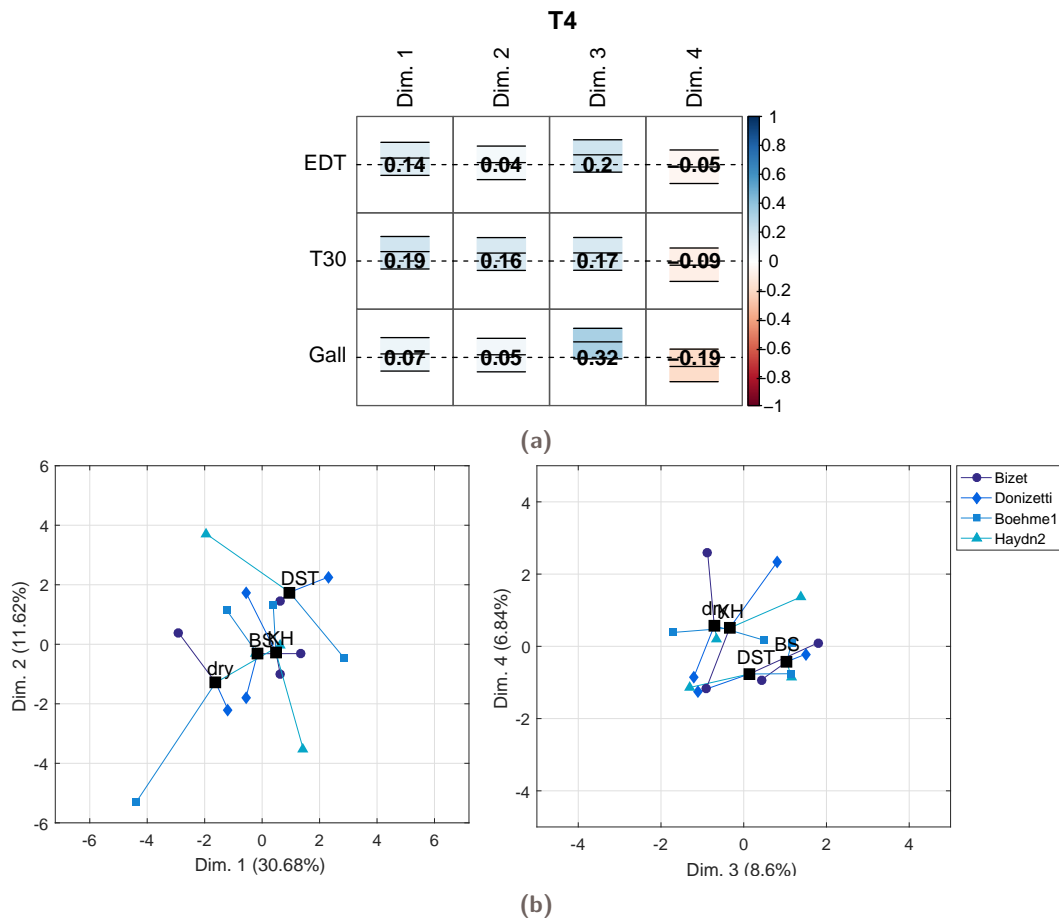 T4
Dim. 1 Dim. 2 Dim. 3 Dim. 4
EDT 0.14 0.04 0.2 −0.05
T30 0.19 0.16 0.17 −0.09
Gall 0.07 0.05 0.32 −0.19
1
0.8
0.6
0.4
0.2
0
−0.2
−0.4
−0.6
−0.8
−1
(a)
6
4
2
0
-2
-4
-6
Dim. 2 (11.62%)
DST
BS KH
dry
-6 -4 -2 0 2 4 6
Dim. 1 (30.68%)
4
2
0
-2
-4
Dim. 4 (6.84%)
dry KH
BS
DST
-4 -2 0 2 4
Dim. 3 (8.6%)
Bizet
Donizetti
Boehme1
Haydn2
(b)